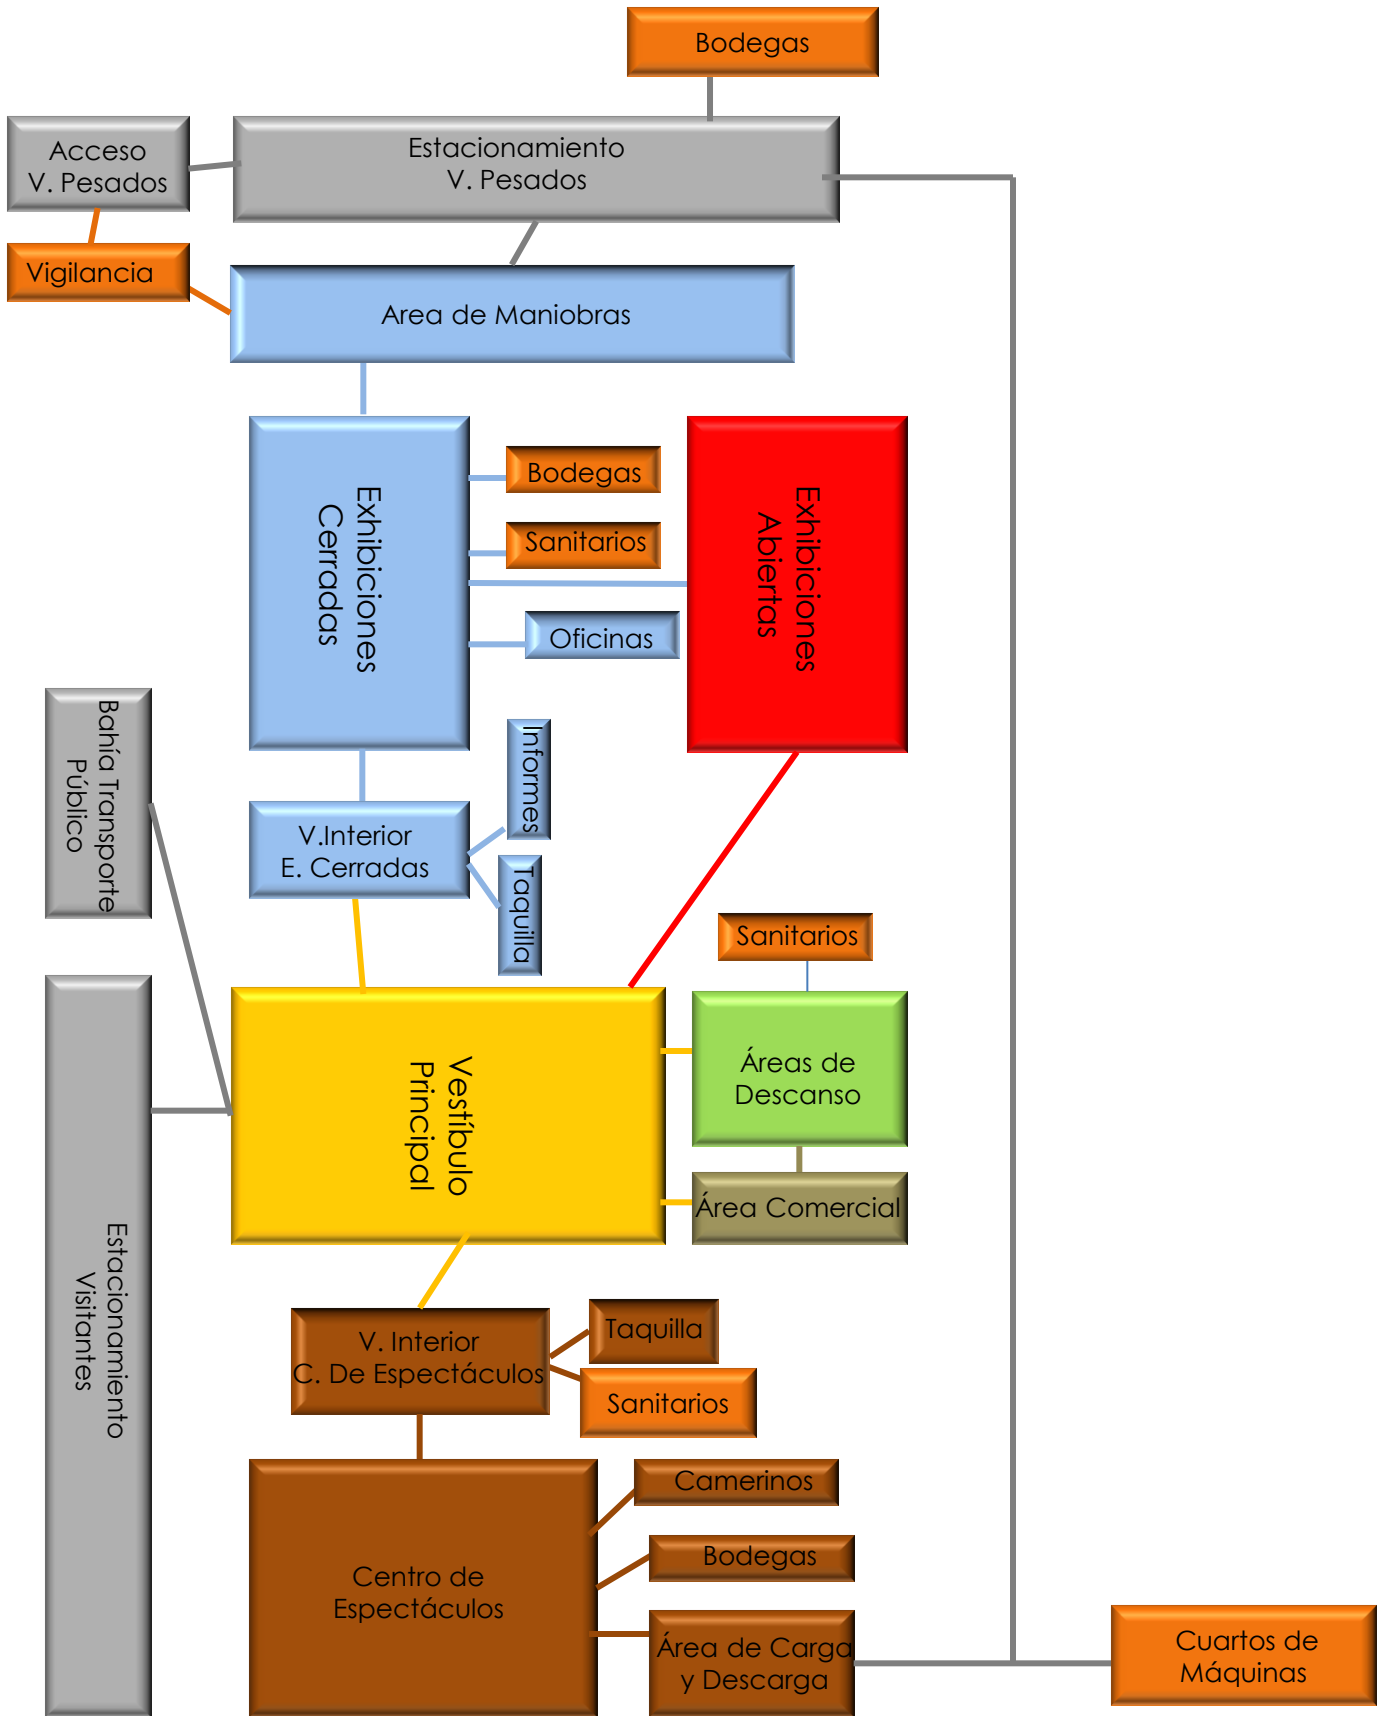 Bodegas
Acceso
V. Pesados
Estacionamiento
V. Pesados
Vigilancia
Area de Maniobras
Exhibiciones
Cerradas
Bodegas
Sanitarios
Oficinas
Exhibiciones
Abiertas
Bahía Transporte
Público
Informes
V.Interior
E. Cerradas
Taquilla
Sanitarios
Vestíbulo
Principal
Áreas de
Descanso
Área Comercial
Estacionamiento
Visitantes
V. Interior
C. De Espectáculos
Taquilla
Sanitarios
Centro de
Espectáculos
Camerinos
Bodegas
Área de Carga
y Descarga
Cuartos de
Máquinas